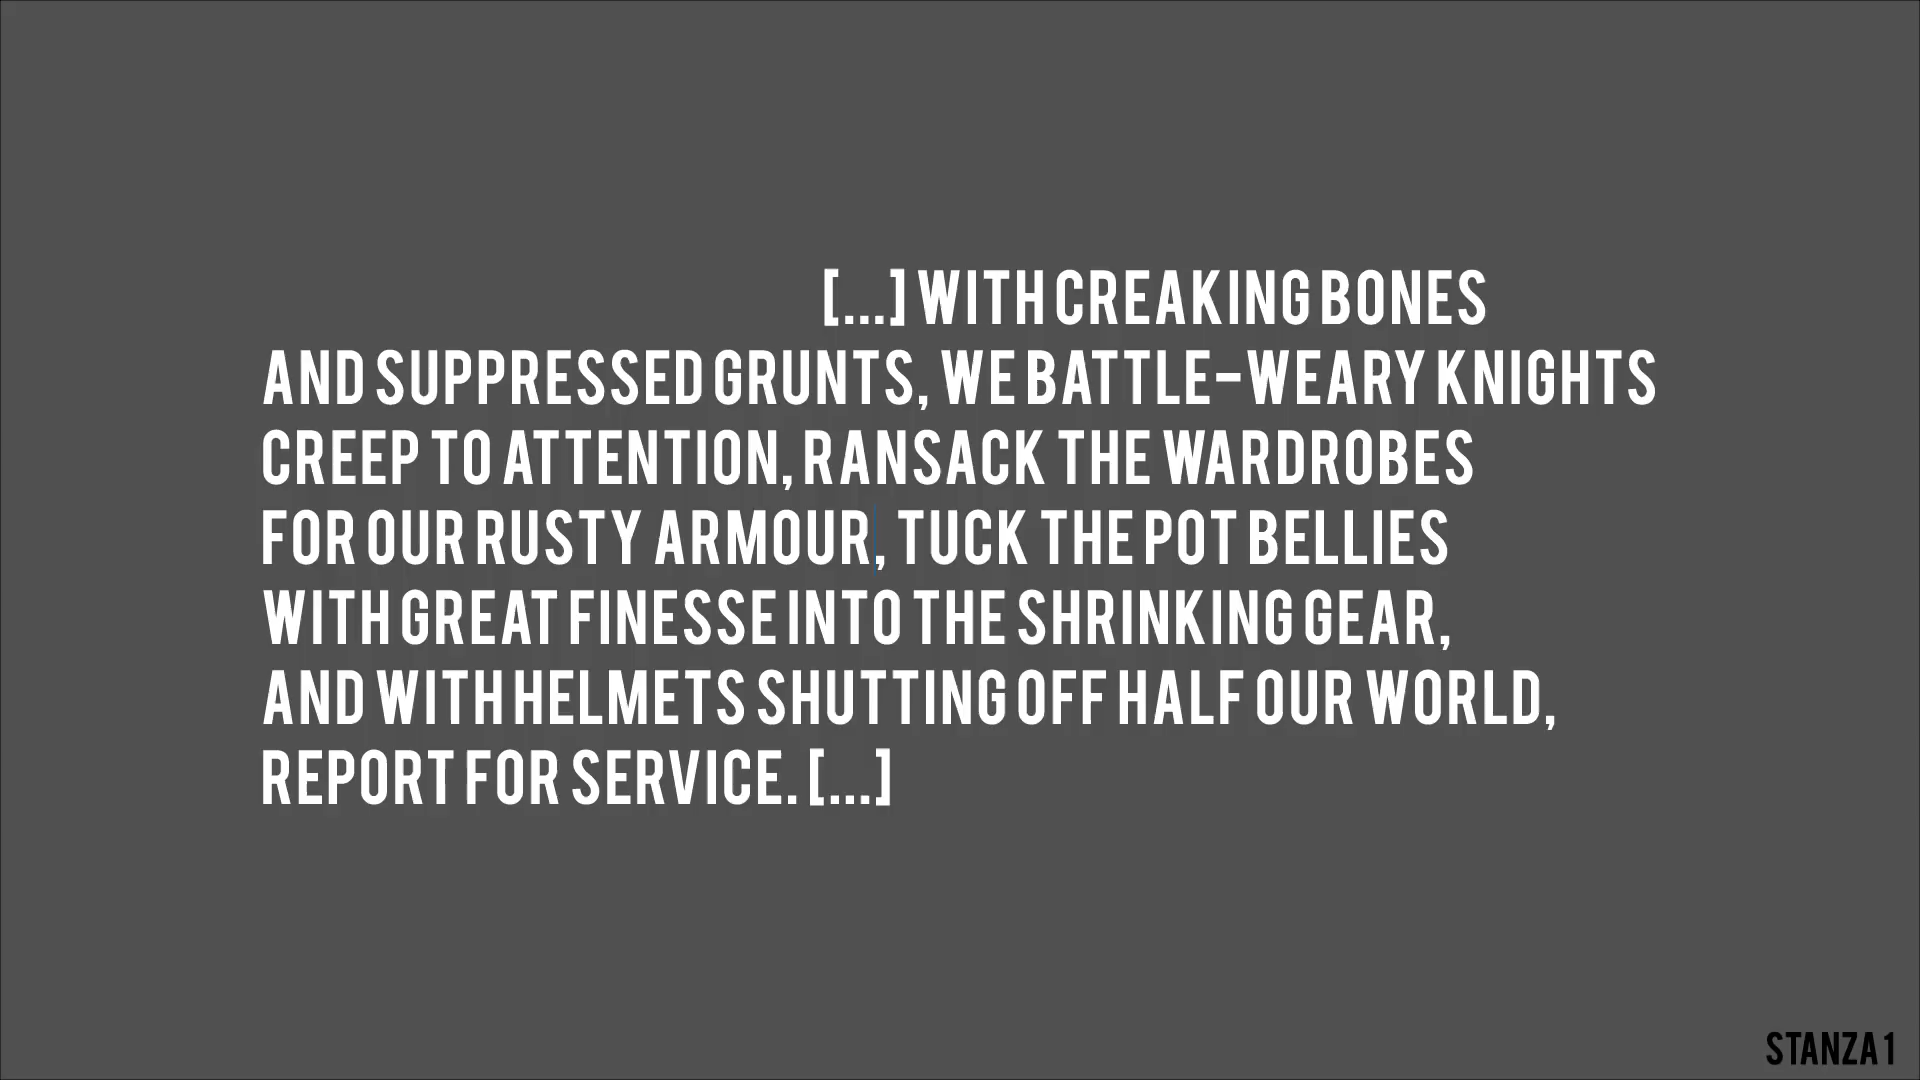 [...] WITH CREAKING BONES
AND SUPPRESSED GRUNTS, WE BATTLE-WEARY KNIGHTS
CREEP TO ATTENTION, RANSACK THE WARDROBES
FOR OUR RUSTY ARMOUR, TUCK THE POT BELLIES
WITH GREAT FINESSE INTO THE SHRINKING GEAR,
AND WITH HELMETS SHUTTING OFF HALF OUR WORLD,
REPORT FOR SERVICE. [...]
STANZA 1